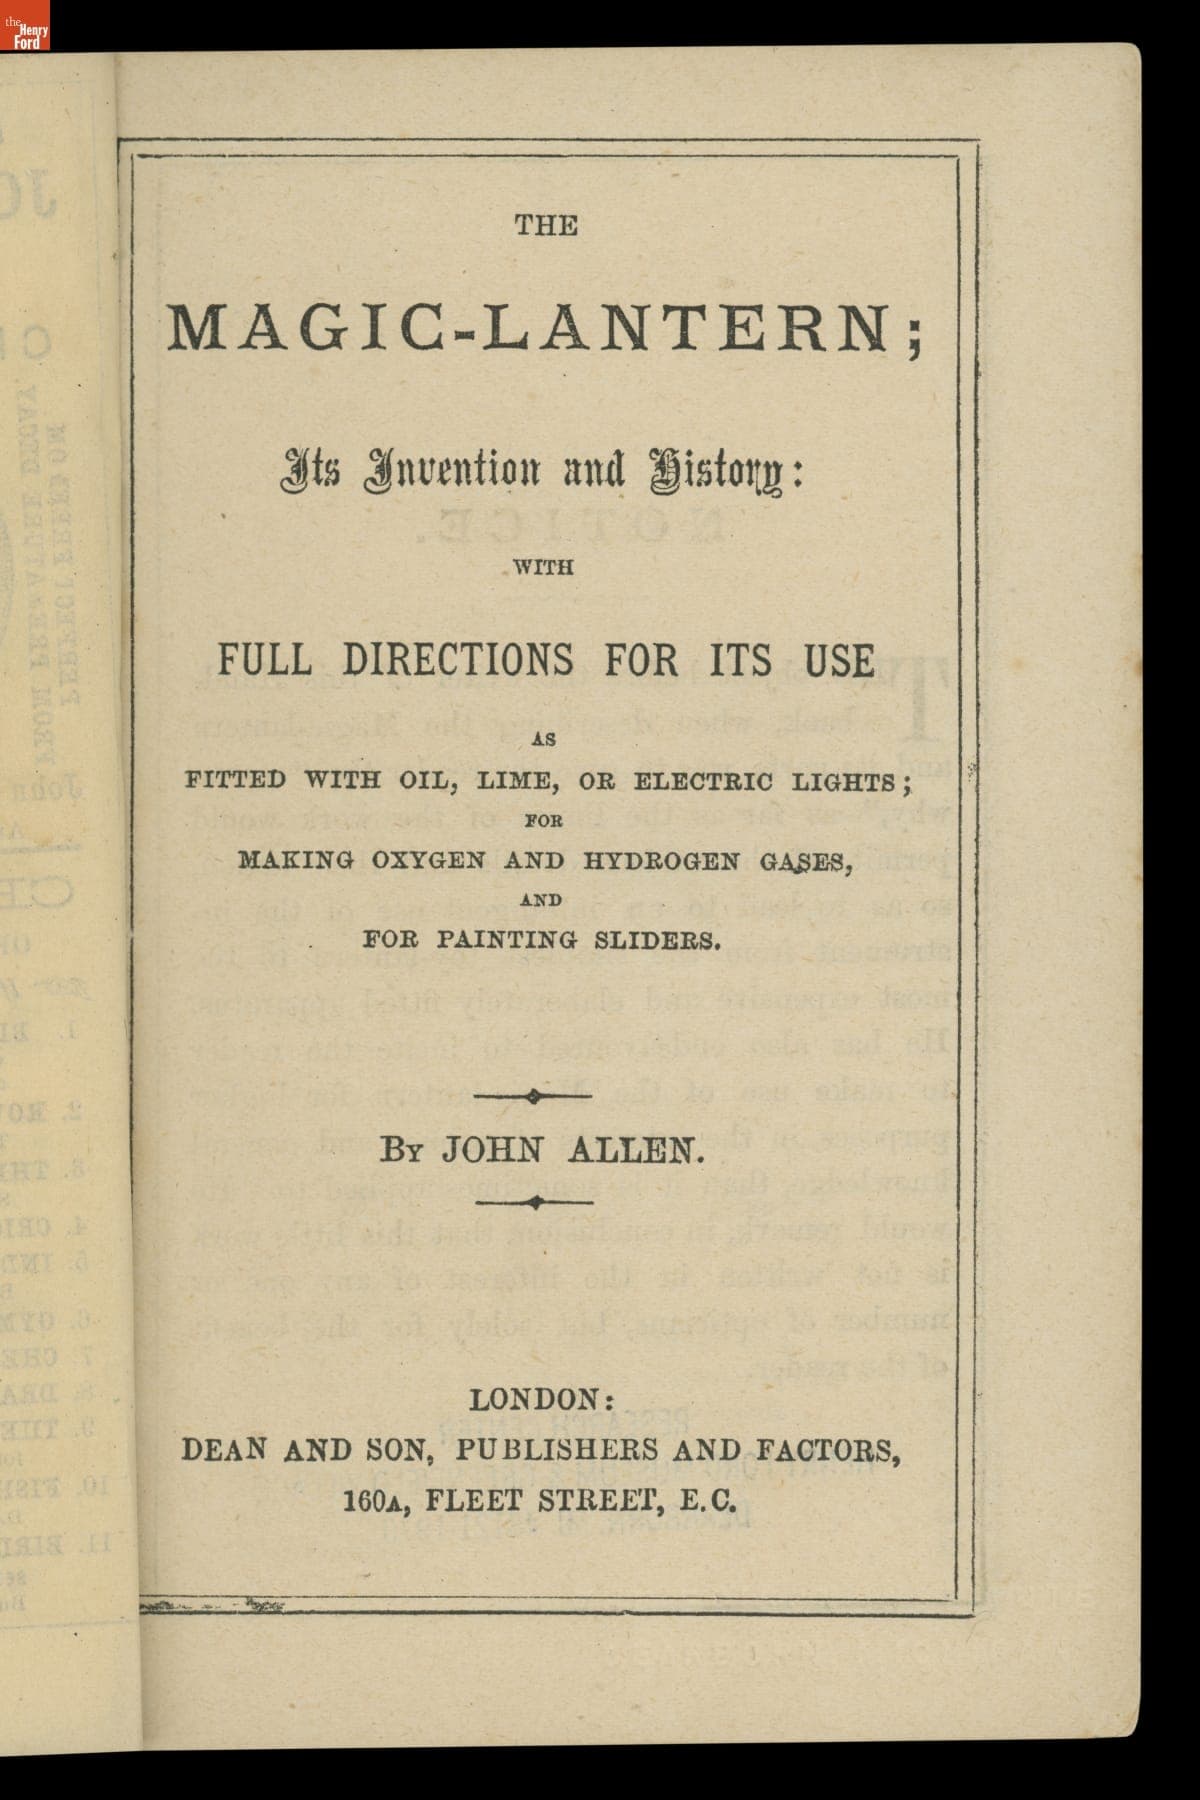 the
Henry
Ford
THE
MAGIC-LANTERN;
Its Invention and History:
WITH
FULL DIRECTIONS FOR ITS USE
AS
FITTED WITH OIL, LIME, OR ELECTRIC LIGHTS;
FOR
MAKING OXYGEN AND HYDROGEN GASES,
AND
FOR PAINTING SLIDERS.
BY JOHN ALLEN.
LONDON:
DEAN AND SON, PUBLISHERS AND FACTORS,
160A, FLEET STREET, E.C.